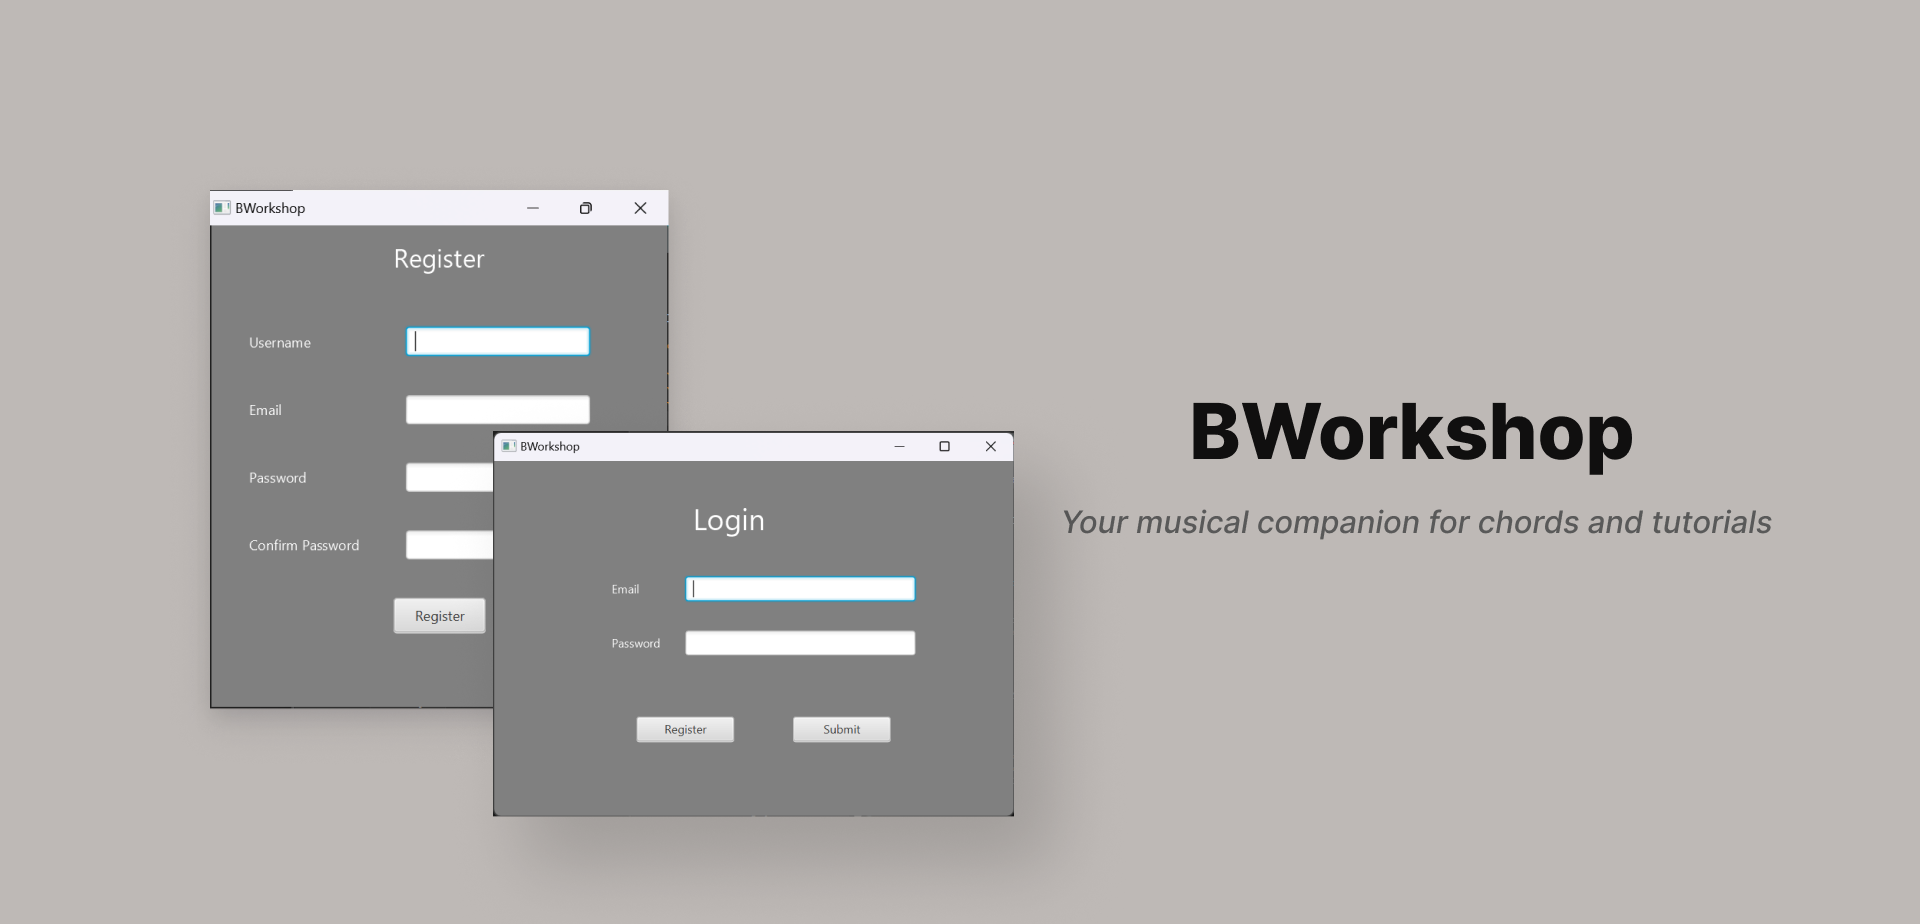 BWorkshop
Register
Username
Email
Password
Confirm Password
Register
BWorkshop
Login
Email
Password
Register
Submit
BWorkshop
Your musical companion for chords and tutorials